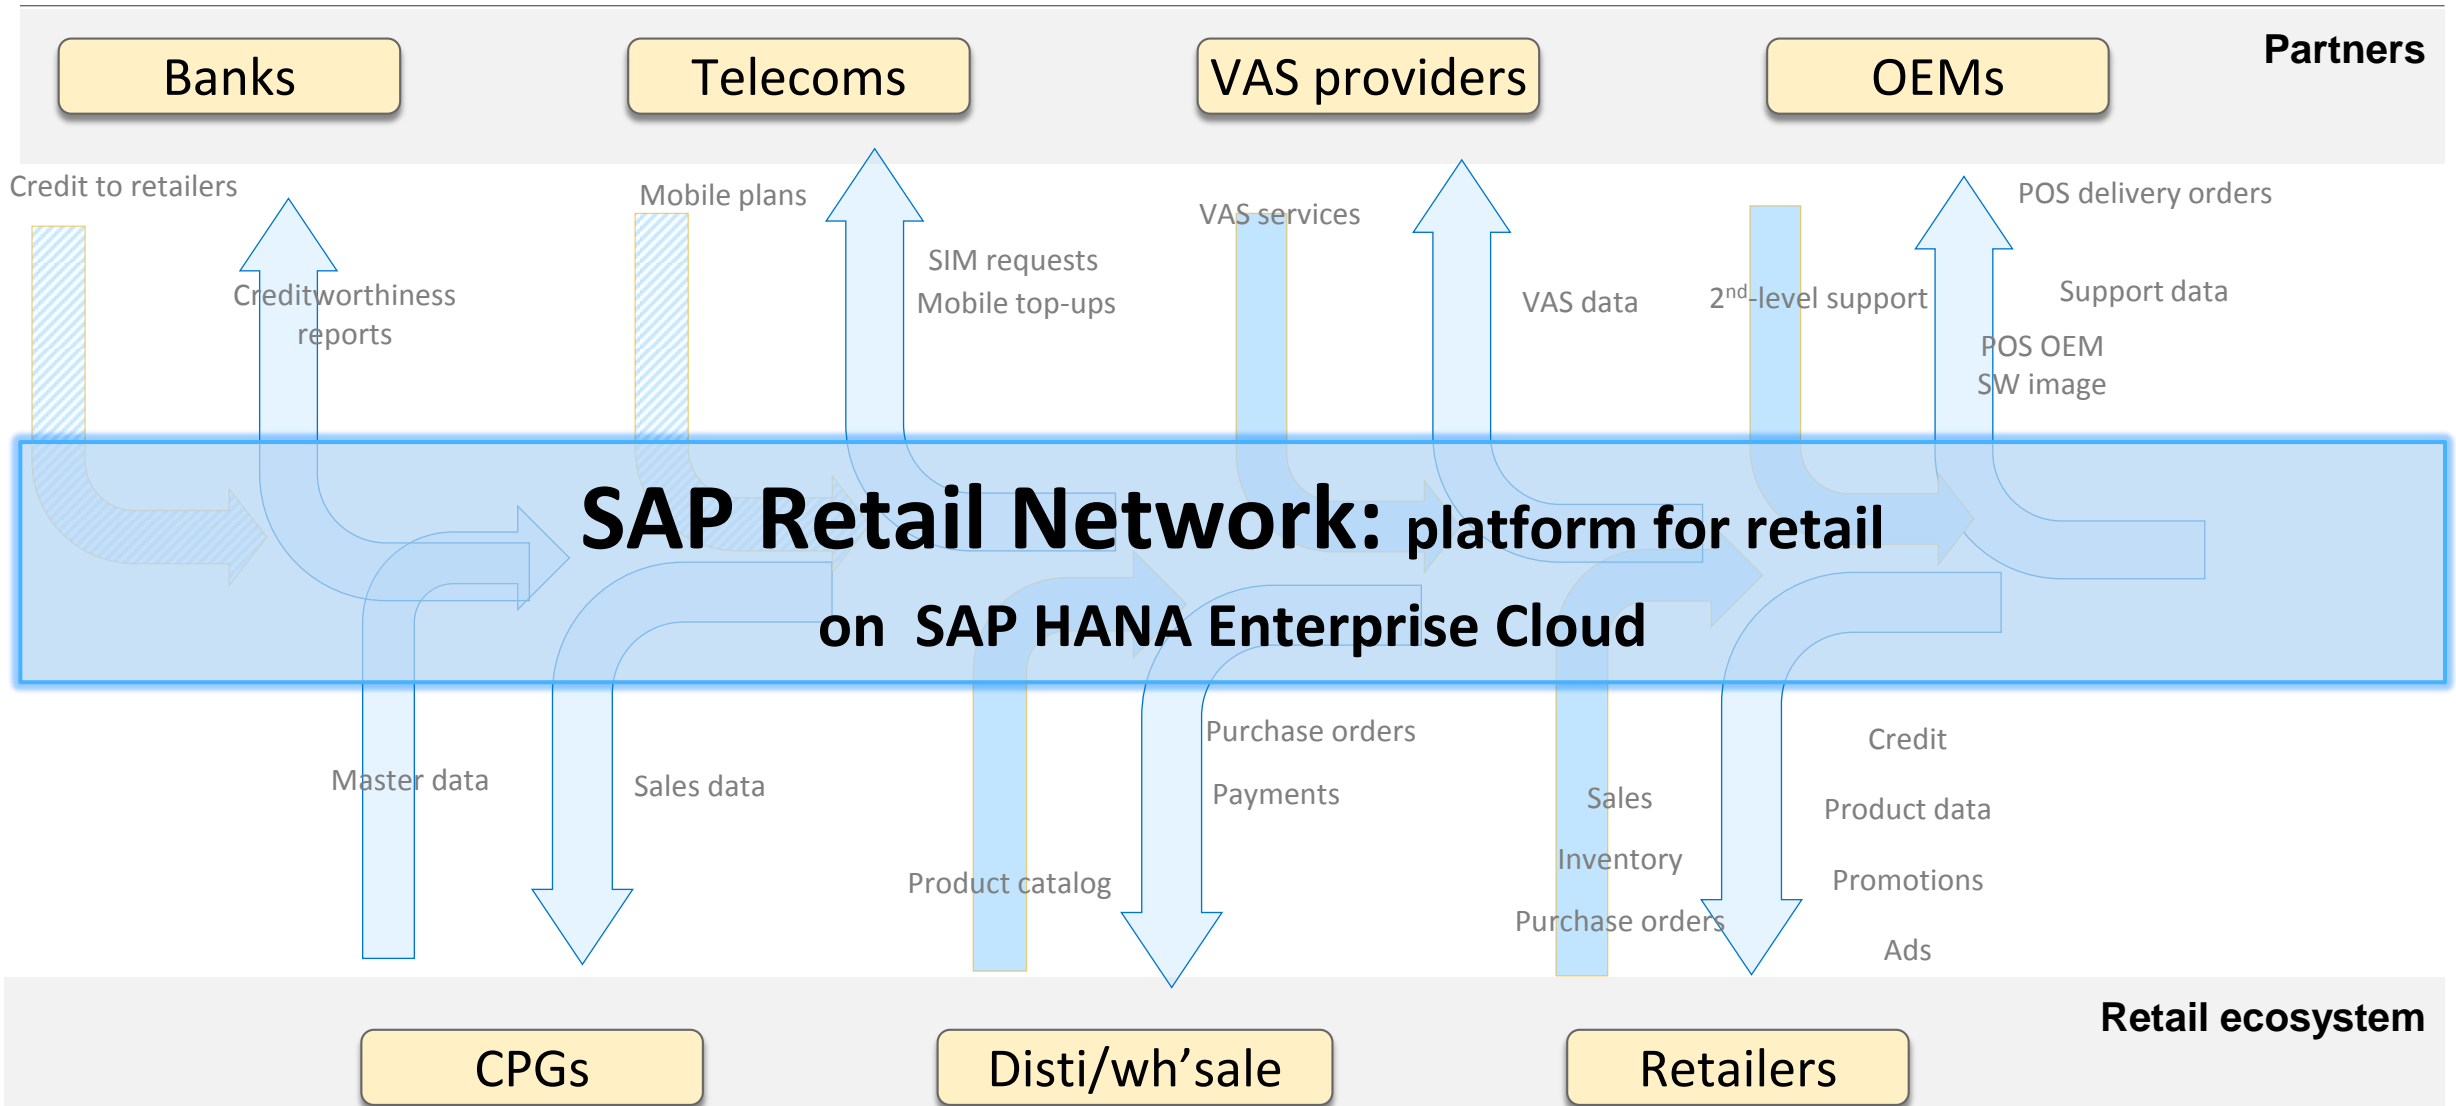 Partners
Banks
Telecoms
VAS providers
OEMs
Credit to retailers
Creditworthiness
reports
Mobile plans
SIM requests
Mobile top-ups
VAS services
VAS data
2nd-level support
POS delivery orders
Support data
POS OEM
SW image
SAP Retail Network: platform for retail
on SAP HANA Enterprise Cloud
Master data
Sales data
Product catalog
Purchase orders
Payments
Sales
Inventory
Purchase orders
Credit
Product data
Promotions
Ads
Retail ecosystem
CPGs
Disti/wh’sale
Retailers